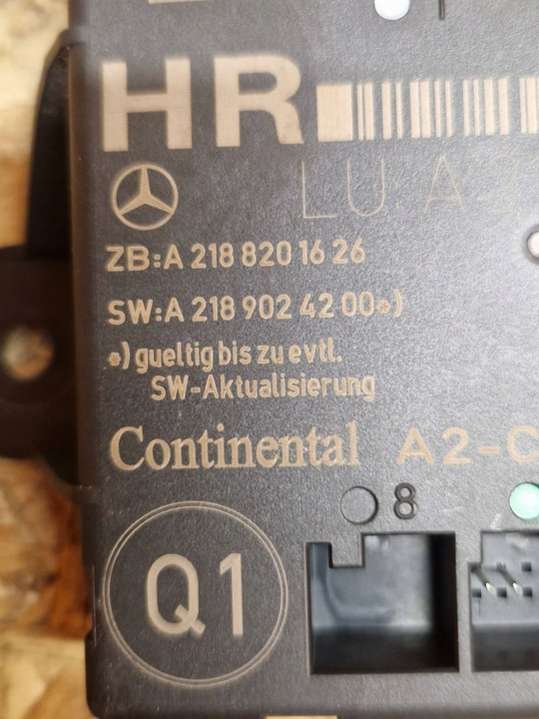 HR
LU A-
ZB:A 218 820 16 26
SW:A 218 902 42 00•)
•) gueltig bis zu evtl.
SW-Aktualisierung
Continental A2-C
8
Q1